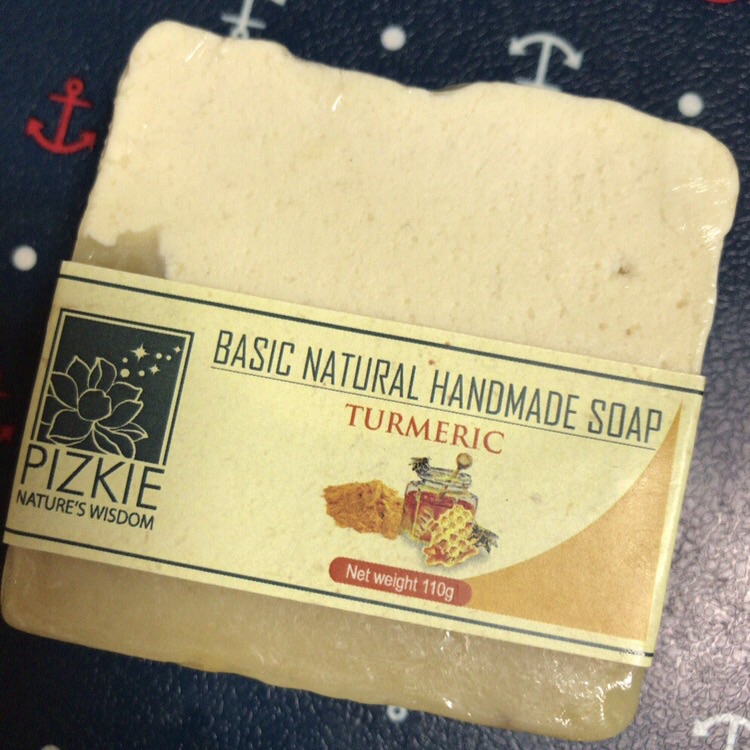 BASIC NATURAL HANDMADE SOAP
TURMERIC
PIZKIE
NATURE'S WISDOM
Net weight 110g